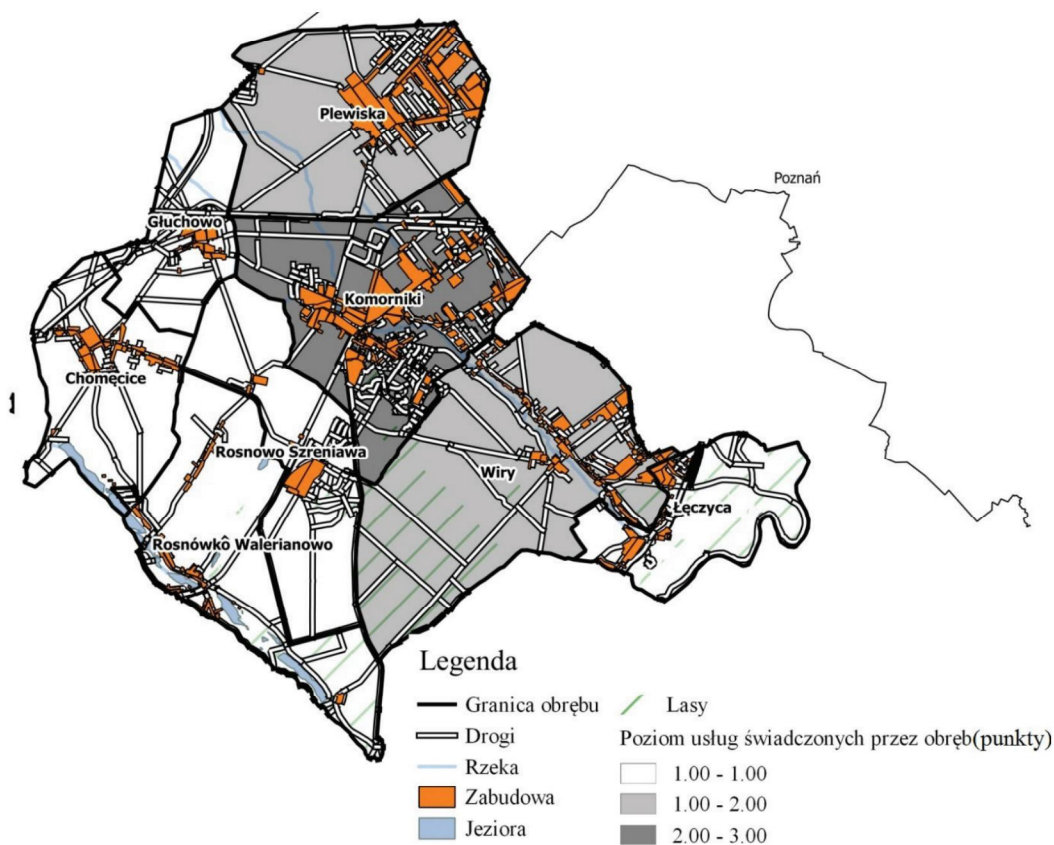 Plewiska
Poznań
Głuchowo
Komorniki
Chomęcice
Rosnowo Szreniawa
Wiry
Łęczyca
Rosnówkô Walerianowo
Legenda
Granica obrębu
Drogi
Rzeka
Zabudowa
Jeziora
Lasy
Poziom usług świadczonych przez obręb(punkty)
1.00 - 1.00
1.00 - 2.00
2.00 - 3.00